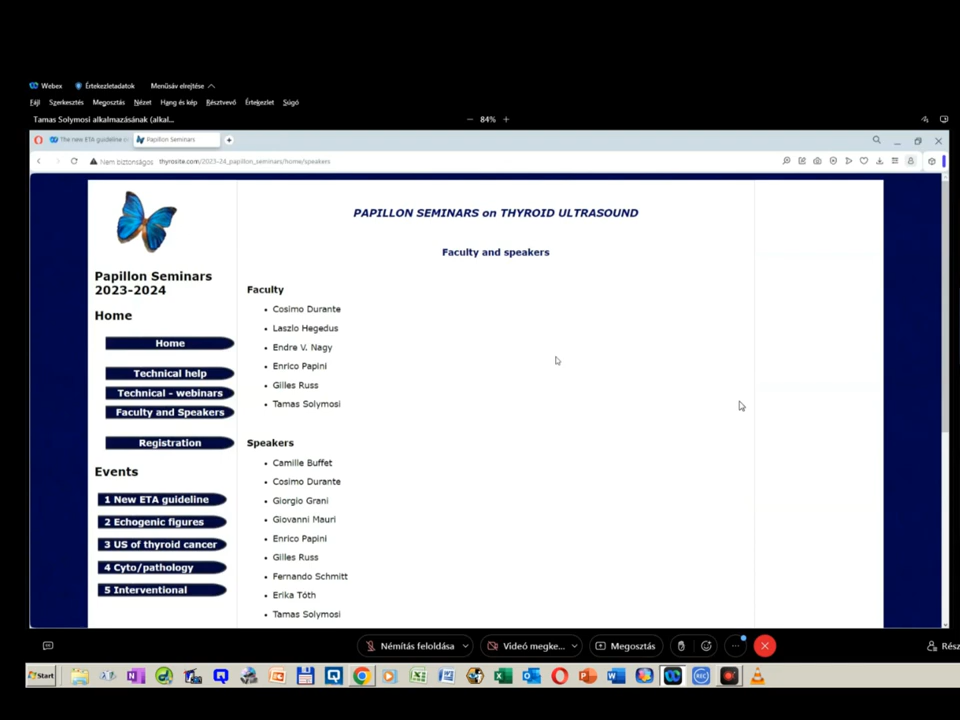 Webex Értekezletadatok Menüsáv elrejtése
Fájl Szerkesztés Megosztás Nézet Hang és kép Résztvevő Értekezlet Súgó
Tamas Solymosi alkalmazásának (alkal...
84%
The new ETA guideline Papillon Seminars
Nem biztonságos thyrosite.com/2023-24_papillon_seminars/home/speakers
PAPILLON SEMINARS on THYROID ULTRASOUND
Faculty and speakers
Papillon Seminars
2023-2024
Home
Home
Technical help
Technical - webinars
Faculty and Speakers
Registration
Events
1 New ETA guideline
2 Echogenic figures
3 US of thyroid cancer
4 Cyto/pathology
5 Interventional
Faculty
• Cosimo Durante
• Laszlo Hegedus
• Endre V. Nagy
• Enrico Papini
• Gilles Russ
• Tamas Solymosi
Speakers
• Camille Buffet
• Cosimo Durante
• Giorgio Grani
• Giovanni Mauri
• Enrico Papini
• Gilles Russ
• Fernando Schmitt
• Erika Tóth
• Tamas Solymosi
Némítás feloldása Videó megke... Megosztás ... Rész
Start REC